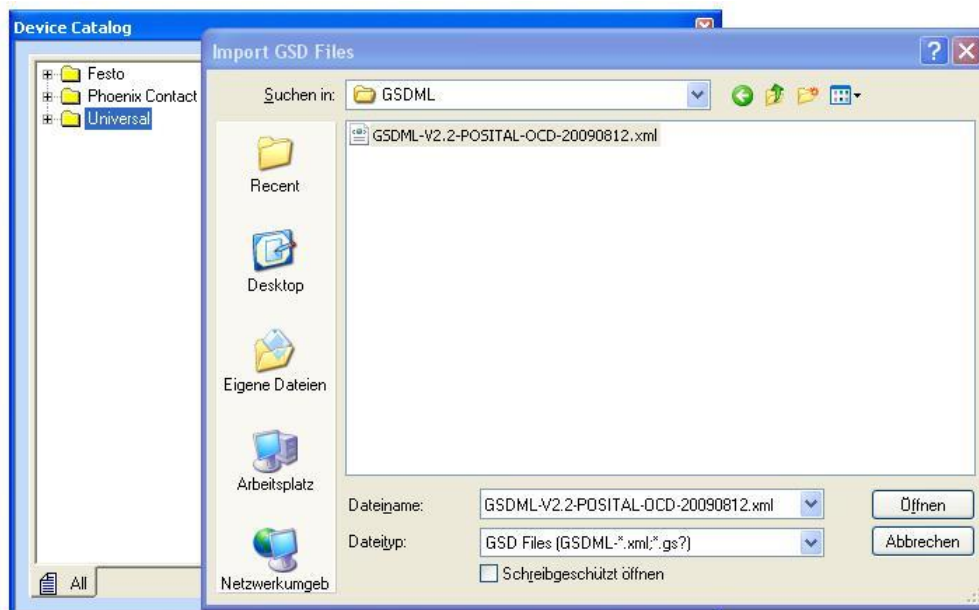 Device Catalog
Festo
Phoenix Contact
Universal
All
Import GSD Files
Suchen in:
GSDML
GSDML-V2.2-POSITAL-OCD-20090812.xml
Recent
Desktop
Eigene Dateien
Arbeitsplatz
Netzwerkumgeb
Dateiname:
GSDML-V2.2-POSITAL-OCD-20090812.xml
Öffnen
Dateityp:
GSD Files (GSDML-*.xml;*.gs?)
Abbrechen
Schreibgeschützt öffnen